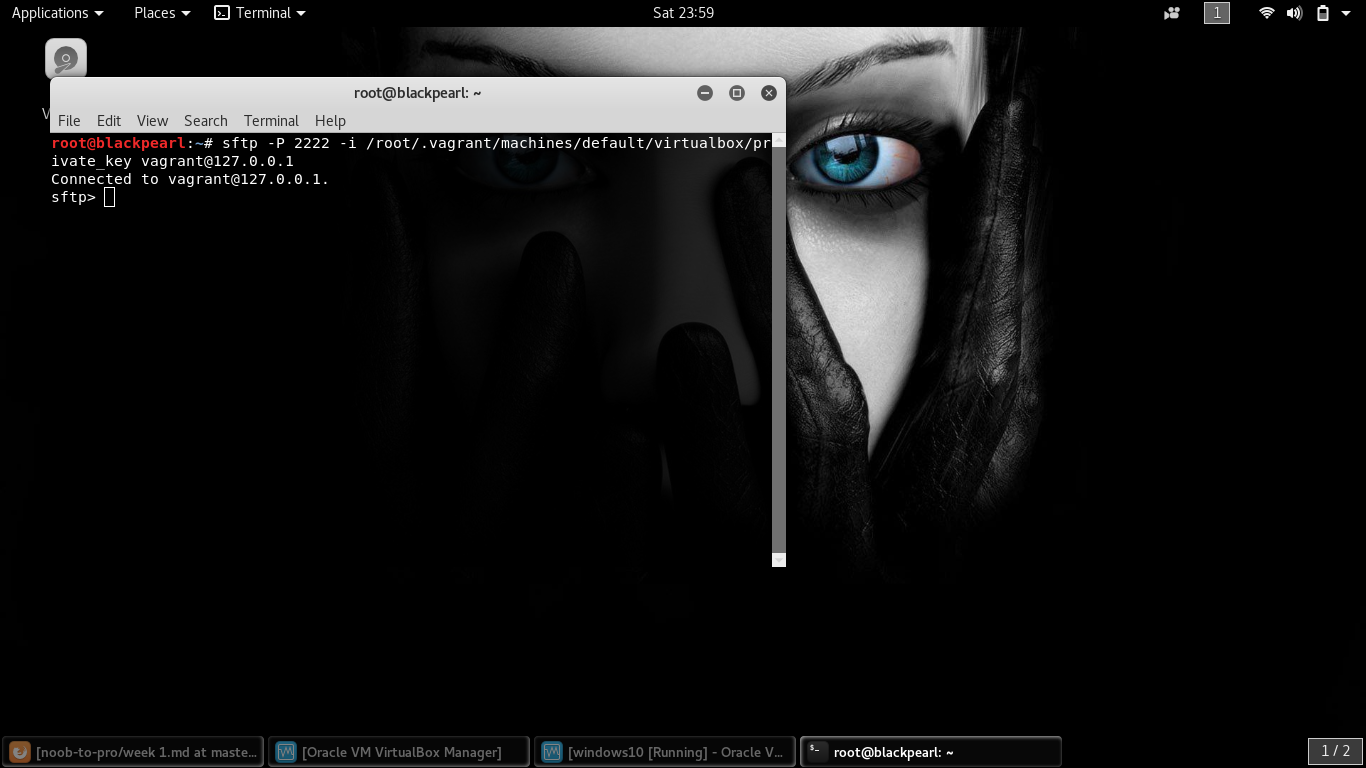 Applications Places Terminal Sat 23:59 1
V
root@blackpearl: ~
File Edit View Search Terminal Help
root@blackpearl:~# sftp -P 2222 -i /root/.vagrant/machines/default/virtualbox/pr
ivate_key vagrant@127.0.0.1
Connected to vagrant@127.0.0.1.
sftp>
[noob-to-pro/week 1.md at maste... [Oracle VM VirtualBox Manager] [windows10 [Running] - Oracle V... root@blackpearl: ~ 1 / 2